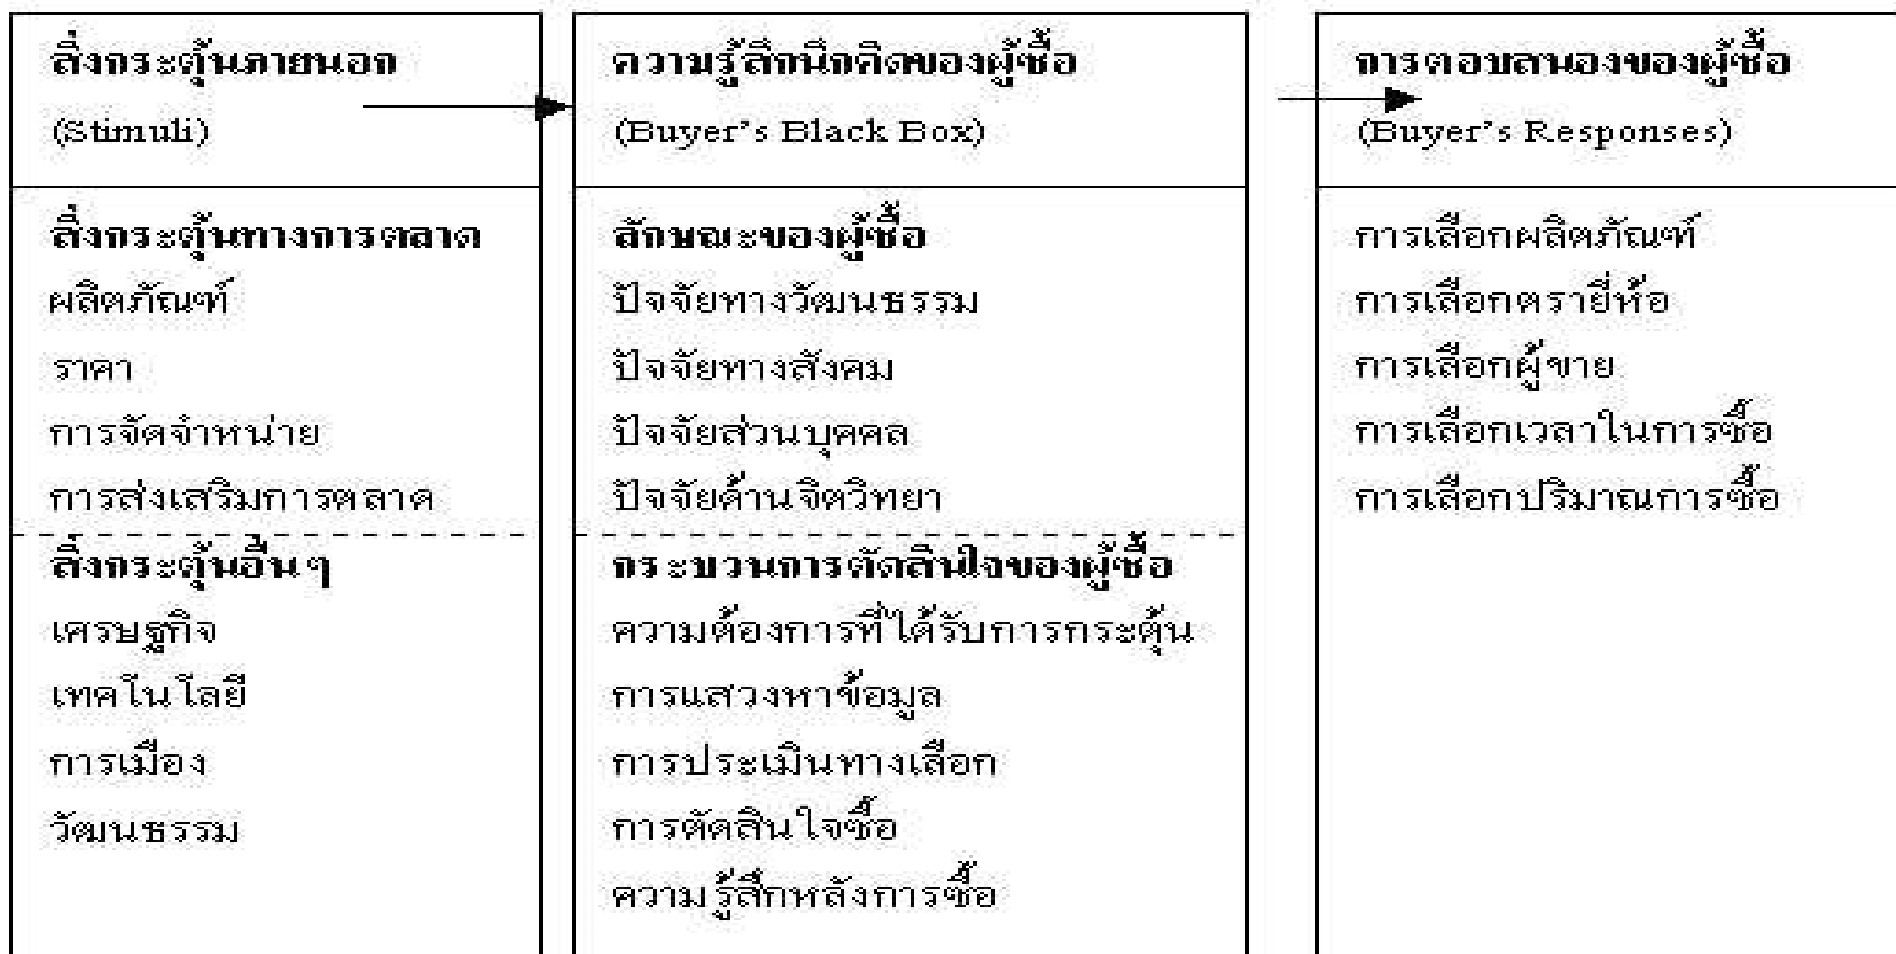 สิ่งกระตุ้นภายนอก
(Stimuli)
สิ่งกระตุ้นทางการตลาด
ผลิตภัณฑ์
ราคา
การจัดจำหน่าย
การส่งเสริมการตลาด
สิ่งกระตุ้นอื่นๆ
เศรษฐกิจ
เทคโนโลยี
การเมือง
วัฒนธรรม
ความรู้สึกนึกคิดของผู้ซื้อ
(Buyer's Black Box)
ลักษณะของผู้ซื้อ
ปัจจัยทางวัฒนธรรม
ปัจจัยทางสังคม
ปัจจัยส่วนบุคคล
ปัจจัยด้านจิตวิทยา
กระบวนการตัดสินใจของผู้ซื้อ
ความต้องการที่ได้รับการกระตุ้น
การแสวงหาข้อมูล
การประเมินทางเลือก
การตัดสินใจซื้อ
ความรู้สึกหลังการซื้อ
การตอบสนองของผู้ซื้อ
(Buyer's Responses)
การเลือกผลิตภัณฑ์
การเลือกตรายี่ห้อ
การเลือกผู้ขาย
การเลือกเวลาในการซื้อ
การเลือกปริมาณการซื้อ